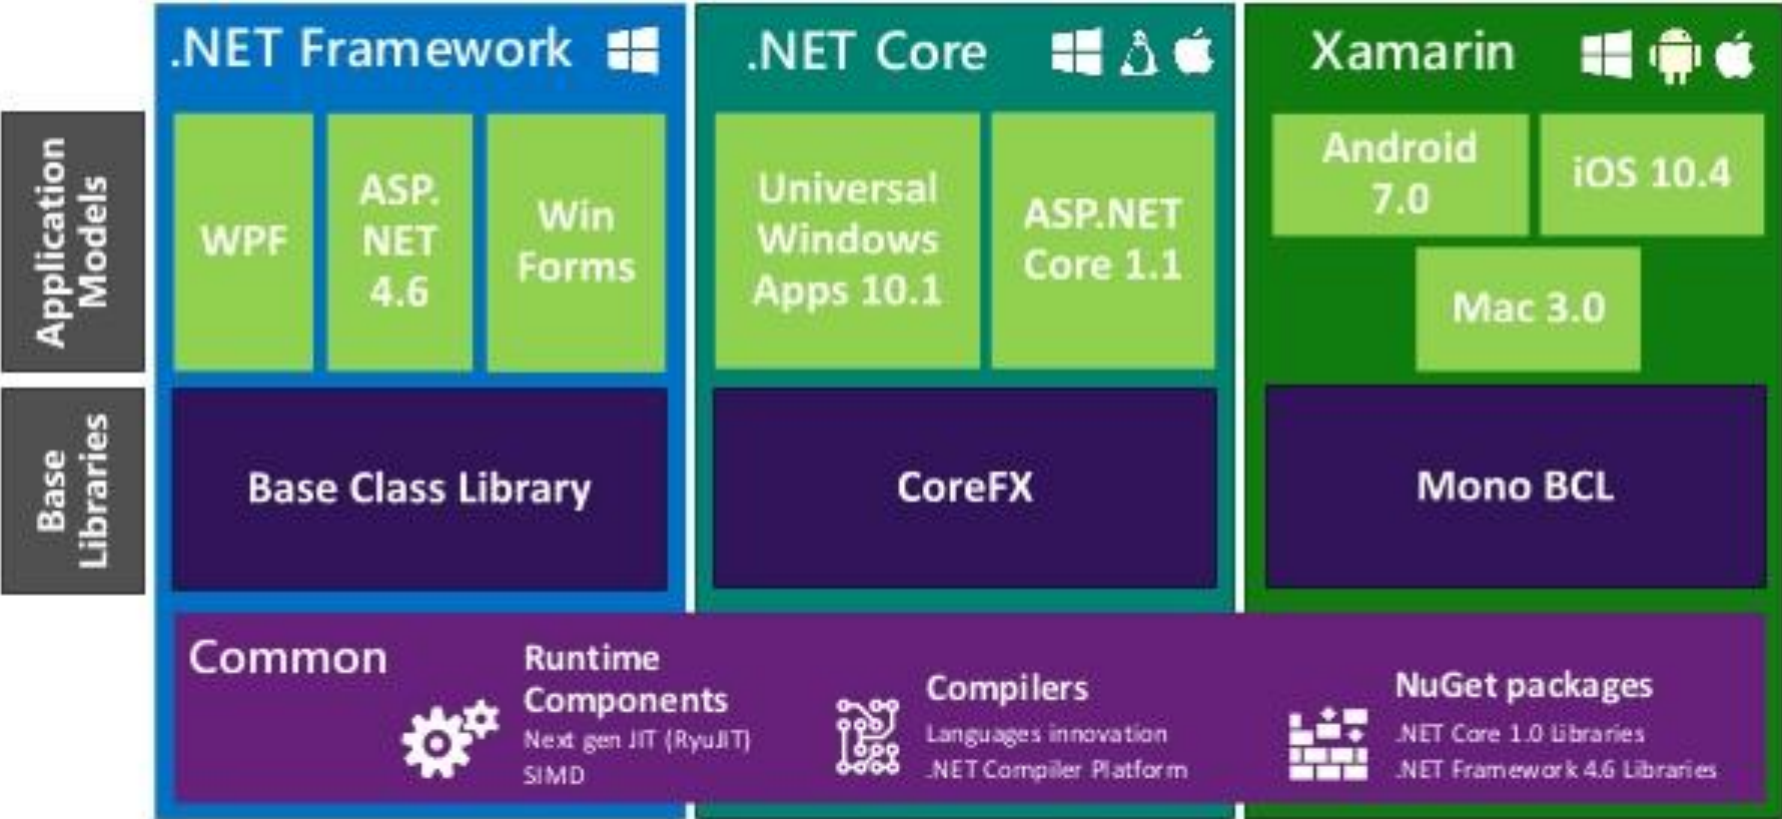 .NET Framework
.NET Core
Xamarin
Application
Models
WPF
ASP.
NET
4.6
Win
Forms
Universal
Windows
Apps 10.1
ASP.NET
Core 1.1
Android
7.0
iOS 10.4
Mac 3.0
Base
Libraries
Base Class Library
CoreFX
Mono BCL
Common
Runtime
Components
Next gen JIT (RyuJIT)
SIMD
Compilers
Languages innovation
.NET Compiler Platform
NuGet packages
.NET Core 1.0 Libraries
.NET Framework 4.6 Libraries